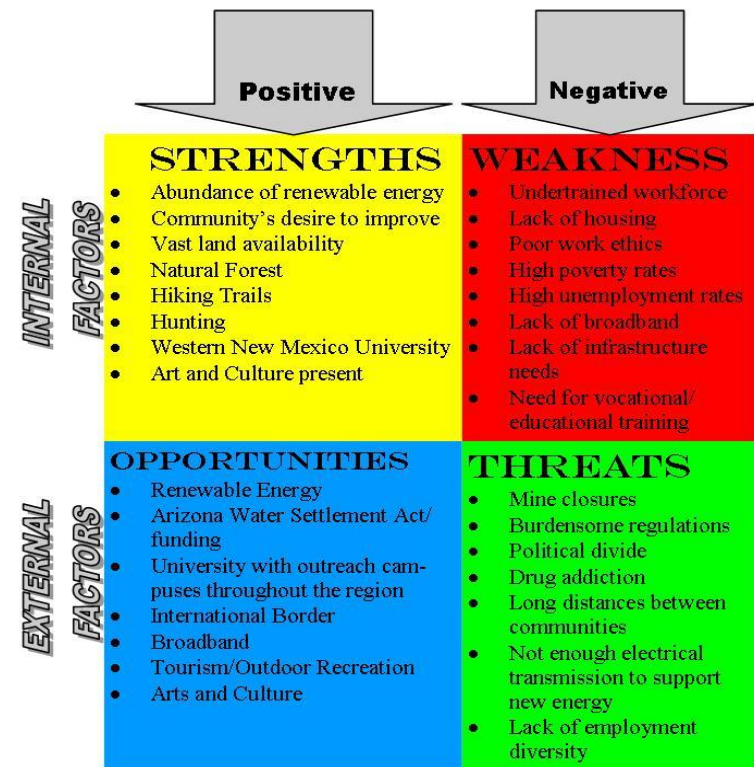 Positive
Negative
INTERNAL
FACTORS
STRENGTHS
• Abundance of renewable energy
• Community's desire to improve
• Vast land availability
• Natural Forest
• Hiking Trails
• Hunting
• Western New Mexico University
• Art and Culture present
WEAKNESS
• Undertrained workforce
• Lack of housing
• Poor work ethics
• High poverty rates
• High unemployment rates
• Lack of broadband
• Lack of infrastructure
needs
• Need for vocational/
educational training
EXTERNAL
FACTORS
OPPORTUNITIES
• Renewable Energy
• Arizona Water Settlement Act/
funding
• University with outreach cam-
puses throughout the region
• International Border
• Broadband
• Tourism/Outdoor Recreation
• Arts and Culture
THREATS
• Mine closures
• Burdensome regulations
• Political divide
• Drug addiction
• Long distances between
communities
• Not enough electrical
transmission to support
new energy
• Lack of employment
diversity